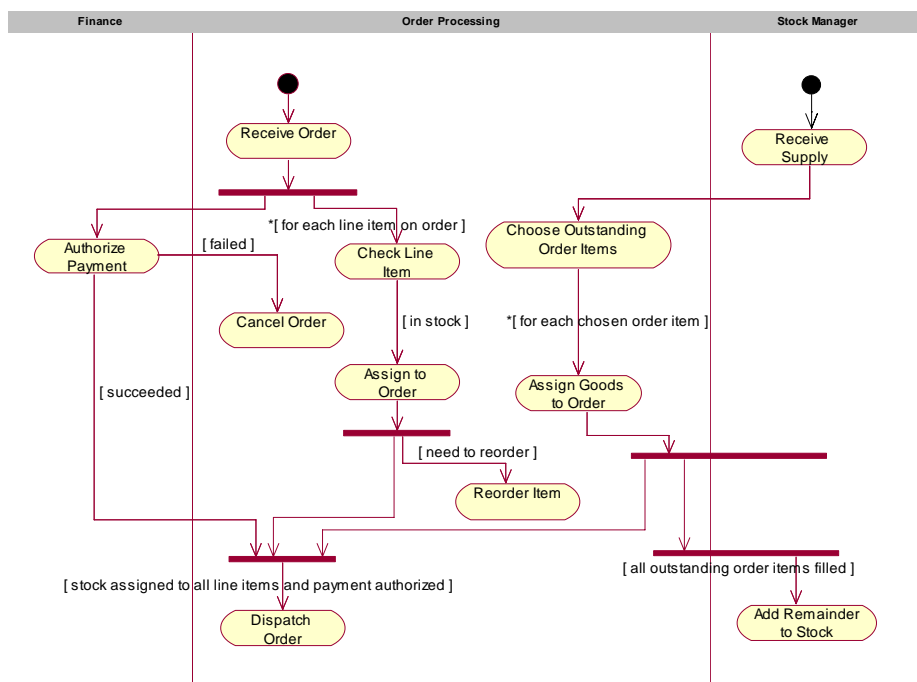 Finance
Order Processing
Stock Manager
Receive Order
Receive
Supply
*[ for each line item on order ]
Choose Outstanding
Order Items
Authorize
Payment
[ failed ]
Check Line
Item
Cancel Order
[ in stock ]
*[ for each chosen order item ]
Assign to
Order
Assign Goods
to Order
[ succeeded ]
[ need to reorder ]
Reorder Item
[ stock assigned to all line items and payment authorized ]
[ all outstanding order items filled ]
Dispatch
Order
Add Remainder
to Stock